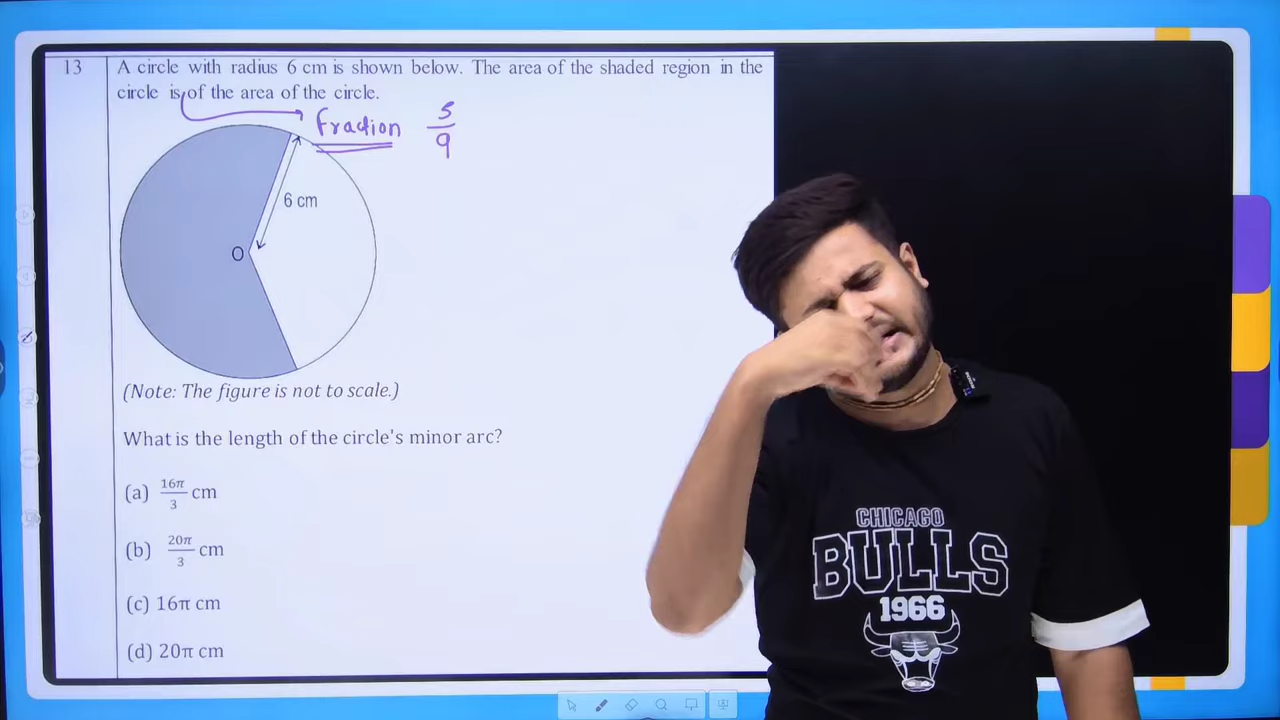 13
A circle with radius 6 cm is shown below. The area of the shaded region in the
circle is of the area of the circle.
fraction 5/9
6 cm
O
(Note: The figure is not to scale.)
What is the length of the circle's minor arc?
(a) 16π/3 cm
(b) 20π/3 cm
(c) 16π cm
(d) 20π cm
CHICAGO
BULLS
1966